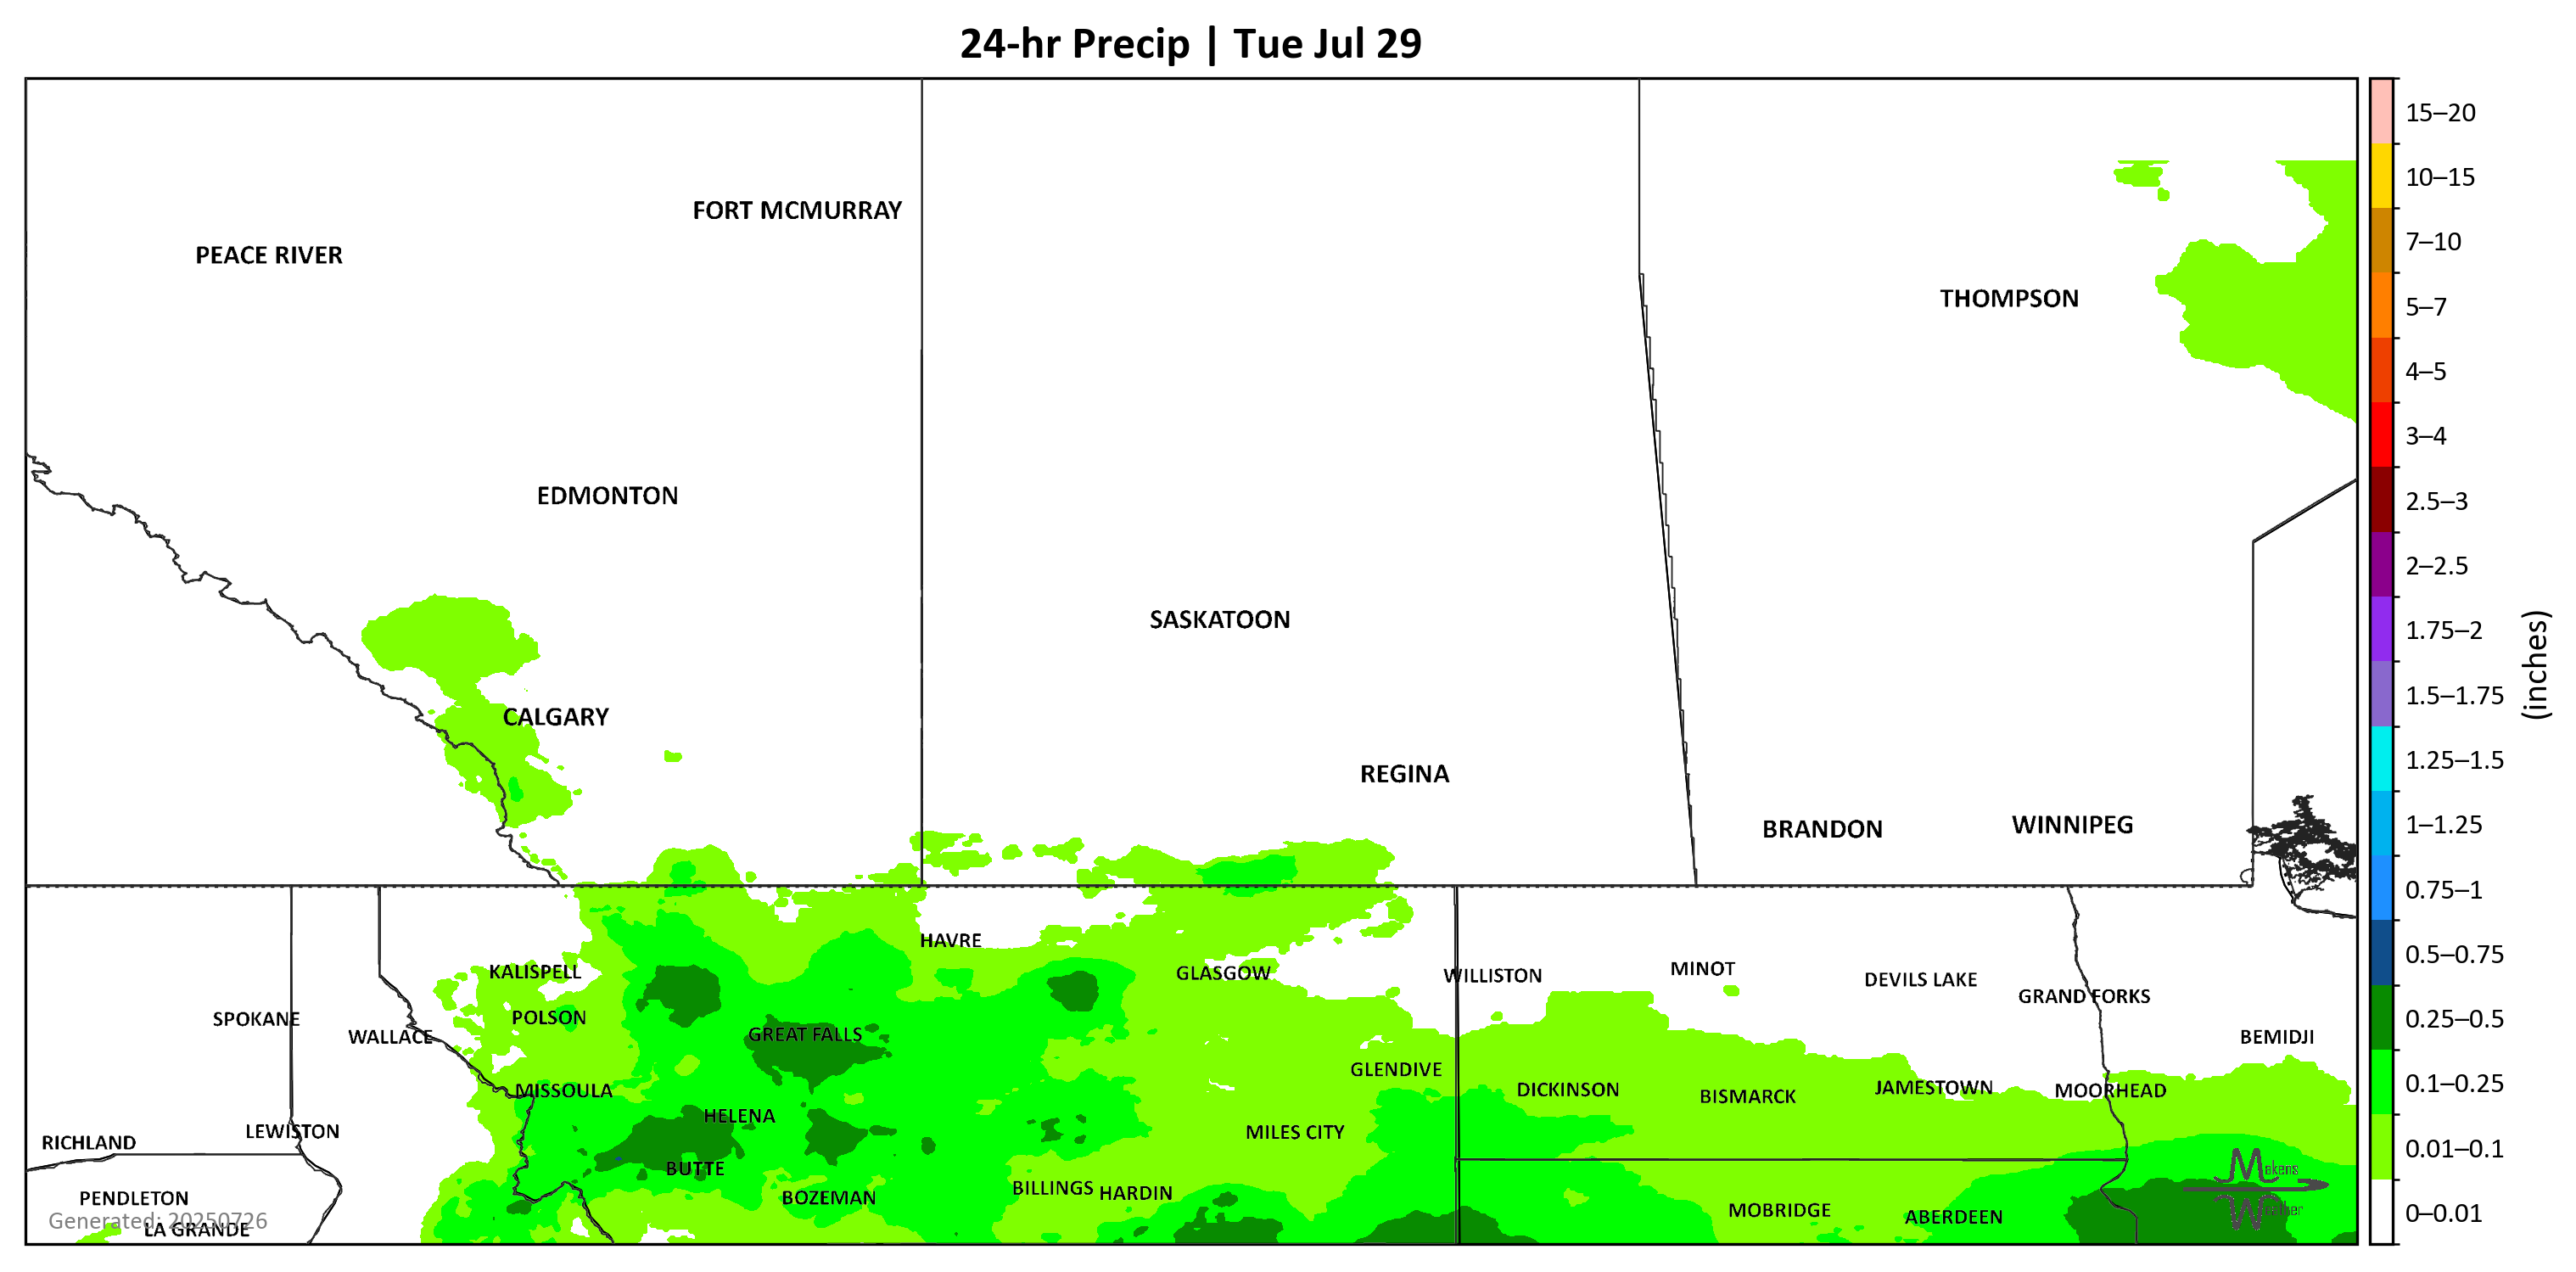 24-hr Precip | Tue Jul 29
15–20
10–15
7–10
5–7
4–5
3–4
2.5–3
2–2.5
1.75–2
1.5–1.75
1.25–1.5
1–1.25
0.75–1
0.5–0.75
0.25–0.5
0.1–0.25
0.01–0.1
0–0.01
(inches)
FORT MCMURRAY
PEACE RIVER
THOMPSON
EDMONTON
SASKATOON
CALGARY
REGINA
BRANDON
WINNIPEG
HAVRE
KALISPELL
GLASGOW
WILLISTON
MINOT
DEVILS LAKE
GRAND FORKS
SPOKANE
POLSON
WALLACE
GREAT FALLS
BEMIDJI
GLENDIVE
MISSOULA
DICKINSON
BISMARCK
JAMESTOWN
MOORHEAD
HELENA
RICHLAND
LEWISTON
MILES CITY
BUTTE
PENDLETON
BOZEMAN
BILLINGS
HARDIN
MOBRIDGE
ABERDEEN
Generated: 20250726
LA GRANDE
Makens
Weather